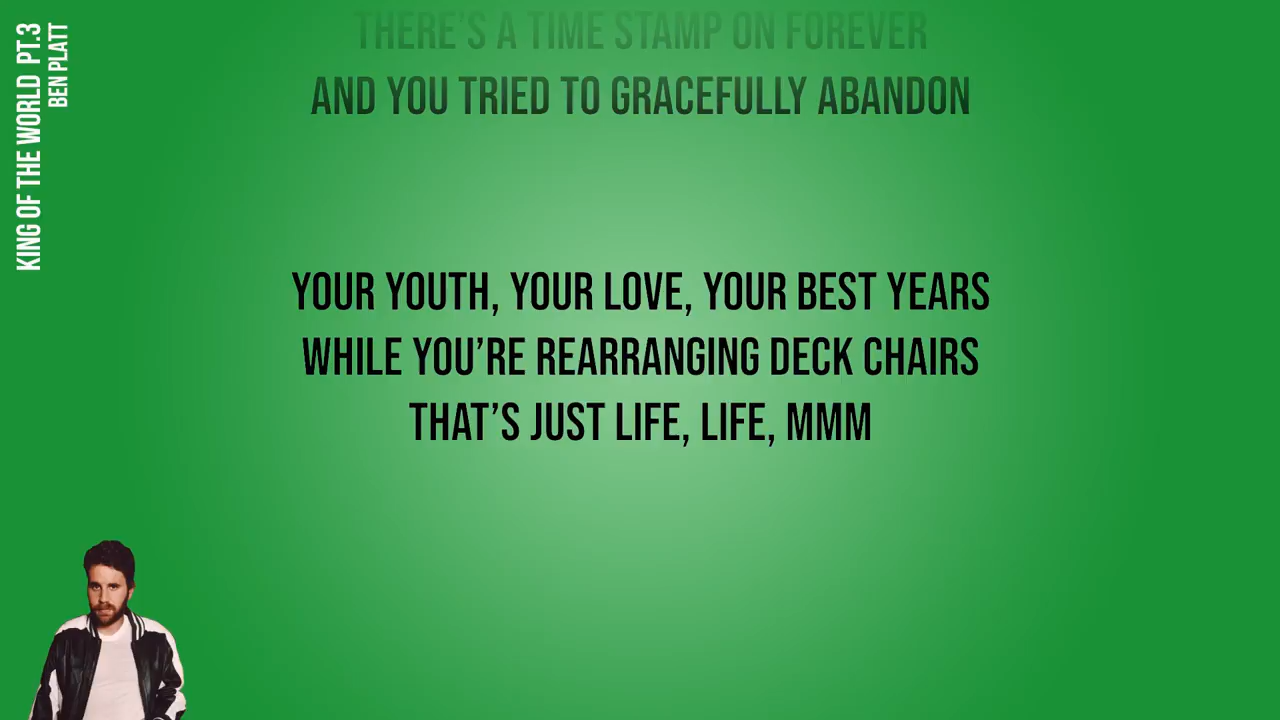 KING OF THE WORLD PT.3
BEN PLATT
THERE'S A TIME STAMP ON FOREVER
AND YOU TRIED TO GRACEFULLY ABANDON
YOUR YOUTH, YOUR LOVE, YOUR BEST YEARS
WHILE YOU'RE REARRANGING DECK CHAIRS
THAT'S JUST LIFE, LIFE, MMM